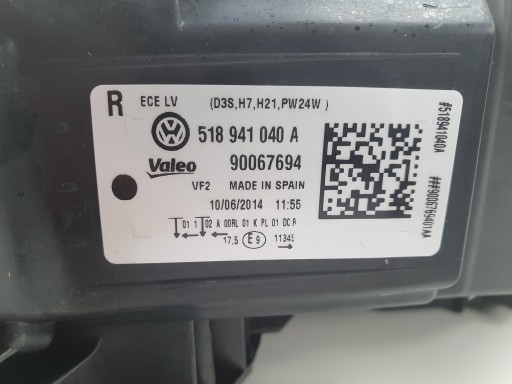 R ECE LV (D3S,H7,H21,PW24W )
518 941 040 A
Valeo 90067694
VF2 MADE IN SPAIN
10/06/2014 11:55
01 1 02 A 00RL 01 K PL 01 DC R
17.5 E9 11345
#518941040A
###9006769401AA